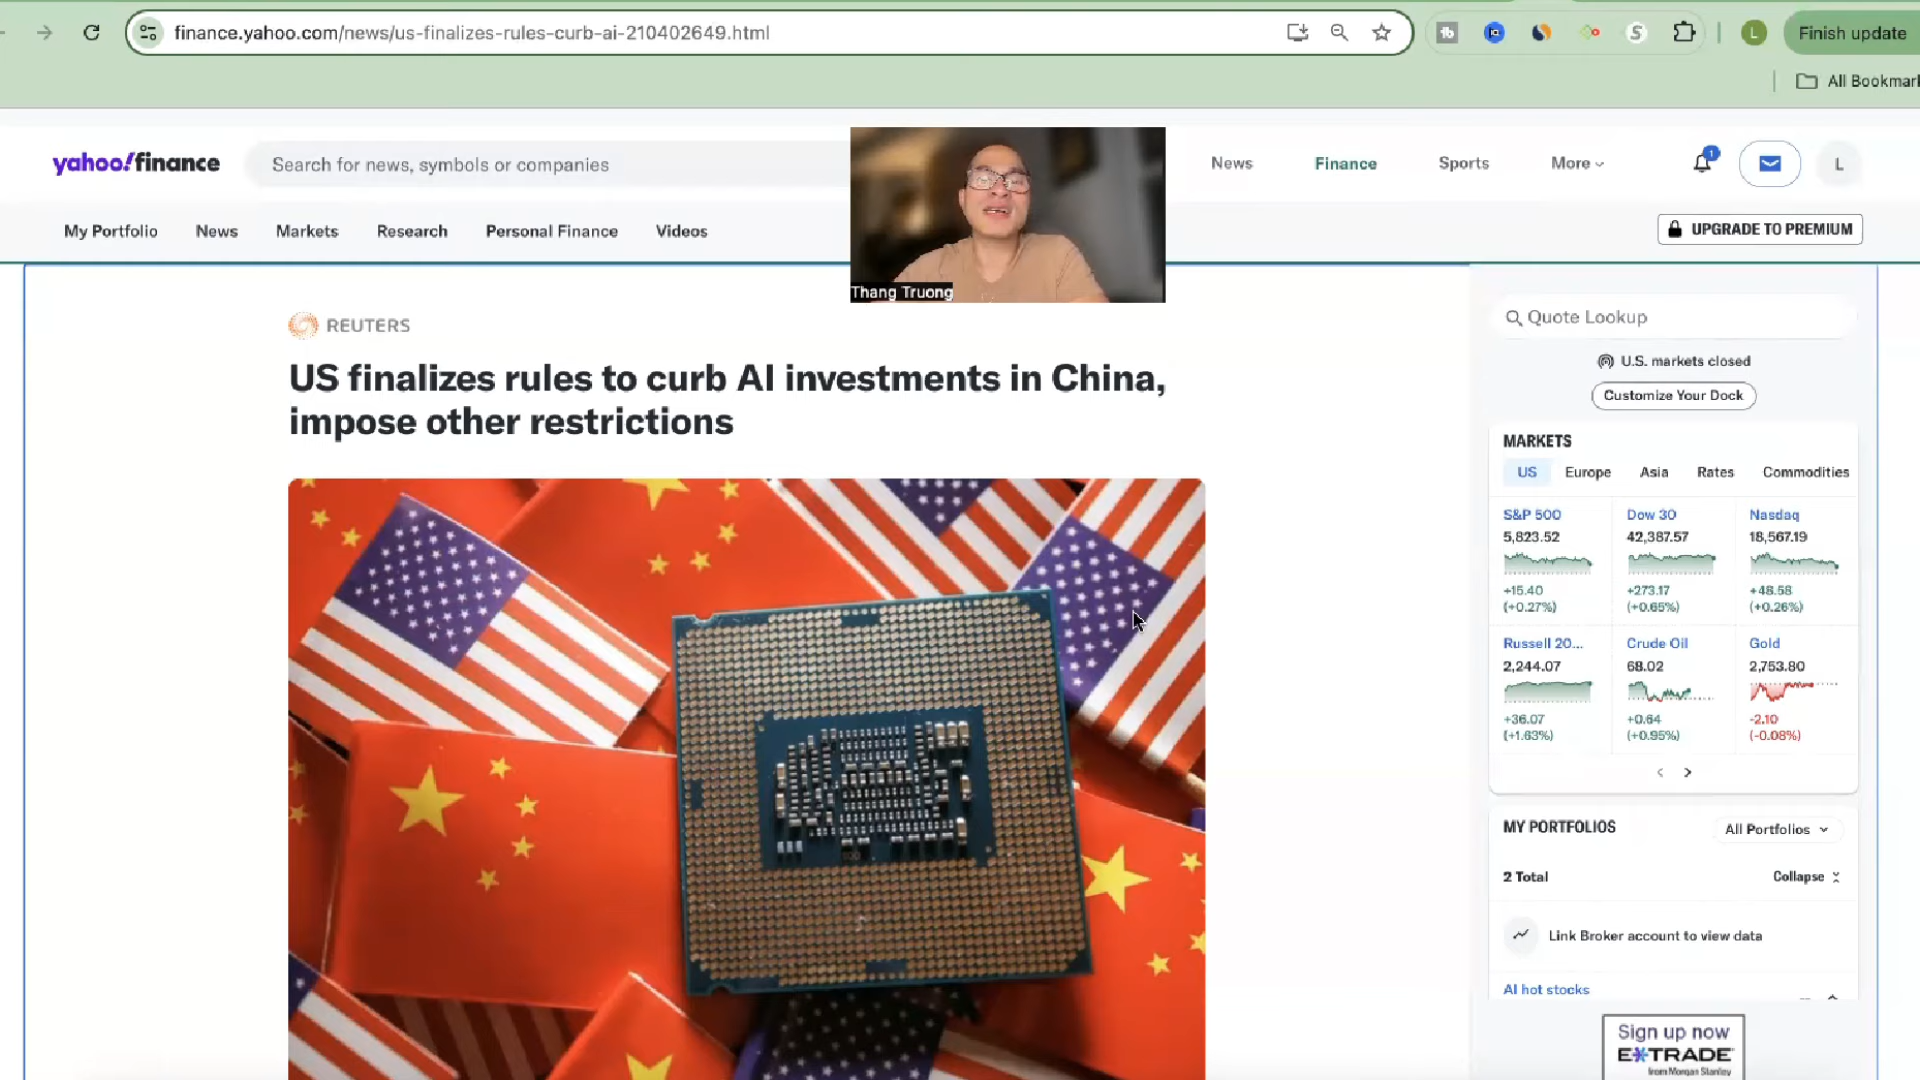 finance.yahoo.com/news/us-finalizes-rules-curb-ai-210402649.html
L
Finish update
All Bookmar
yahoo!finance
Search for news, symbols or companies
News
Finance
Sports
More
1
L
My Portfolio
News
Markets
Research
Personal Finance
Videos
UPGRADE TO PREMIUM
Thang Truong
REUTERS
US finalizes rules to curb AI investments in China,
impose other restrictions
Quote Lookup
U.S. markets closed
Customize Your Dock
MARKETS
US Europe Asia Rates Commodities
S&P 500 Dow 30 Nasdaq
5,823.52 42,387.57 18,567.19
+15.40 +273.17 +48.58
(+0.27%) (+0.65%) (+0.26%)
Russell 20... Crude Oil Gold
2,244.07 68.02 2,753.80
+36.07 +0.64 -2.10
(+1.63%) (+0.95%) (-0.08%)
MY PORTFOLIOS
All Portfolios
2 Total
Collapse
Link Broker account to view data
AI hot stocks
Sign up now
E*TRADE
from Morgan Stanley